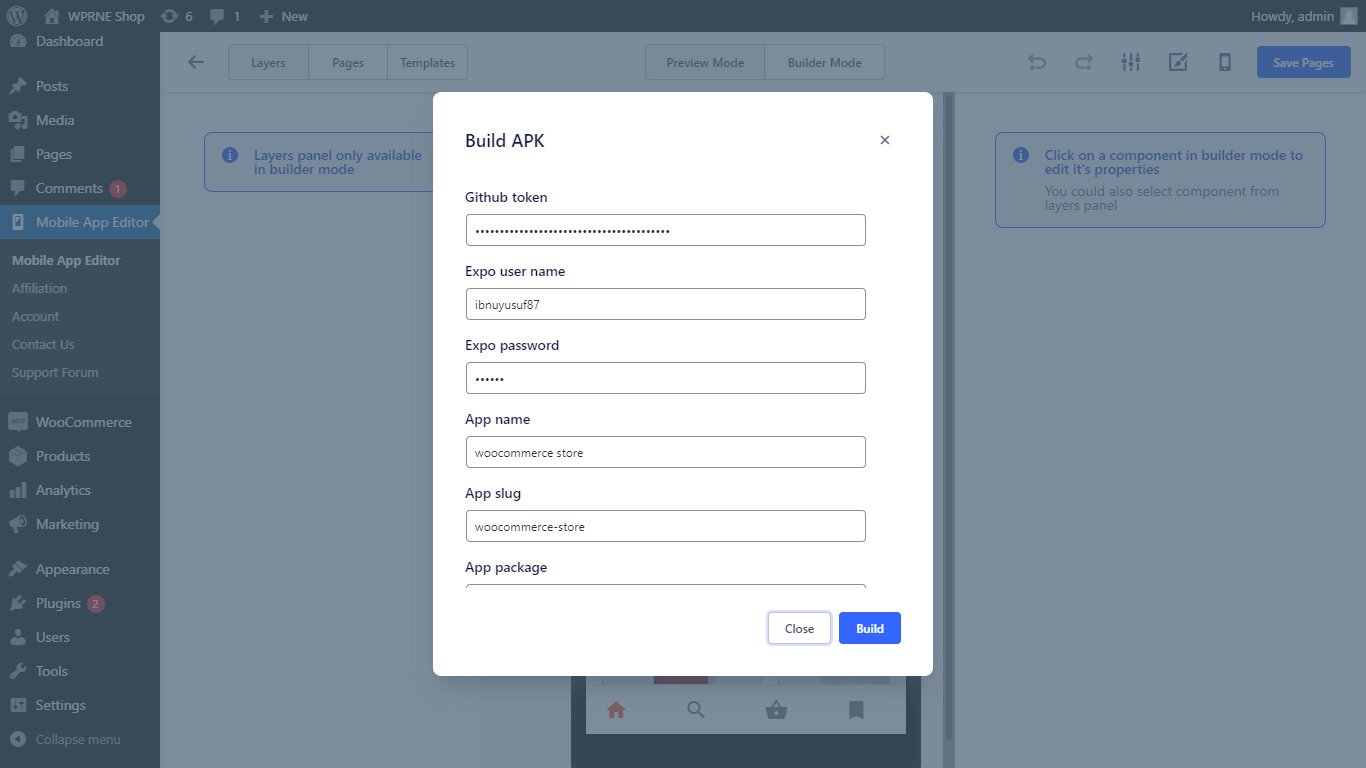 WPRNE Shop
6
1
New
Howdy, admin
Dashboard
Posts
Media
Pages
Comments 1
Mobile App Editor
Mobile App Editor
Affiliation
Account
Contact Us
Support Forum
WooCommerce
Products
Analytics
Marketing
Appearance
Plugins 2
Users
Tools
Settings
Collapse menu
Layers
Pages
Templates
Preview Mode
Builder Mode
Save Pages
Layers panel only available
in builder mode
Build APK
Github token
••••••••••••••••••••••••••••••••••••••••
Expo user name
ibnuyusuf87
Expo password
••••••
App name
woocommerce store
App slug
woocommerce-store
App package
Close
Build
Click on a component in builder mode to
edit it's properties
You could also select component from
layers panel